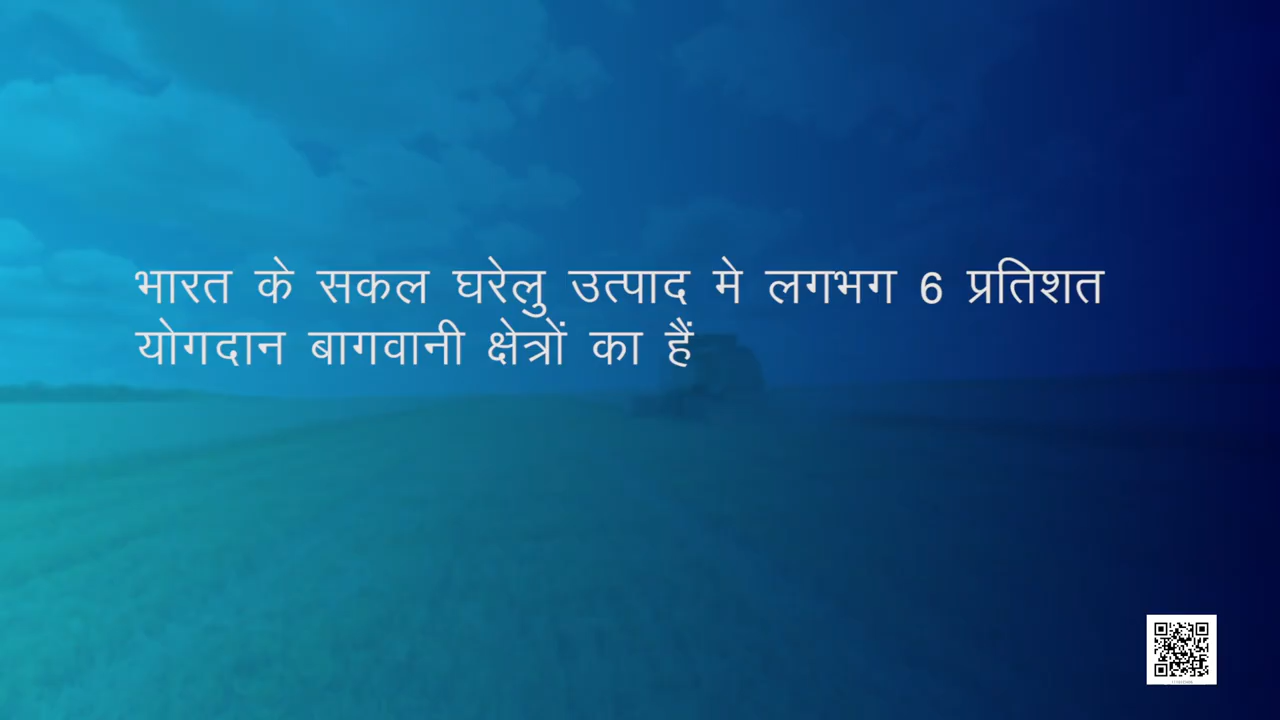 भारत के सकल घरेलु उत्पाद मे लगभग 6 प्रतिशत
योगदान बागवानी क्षेत्रों का हैं